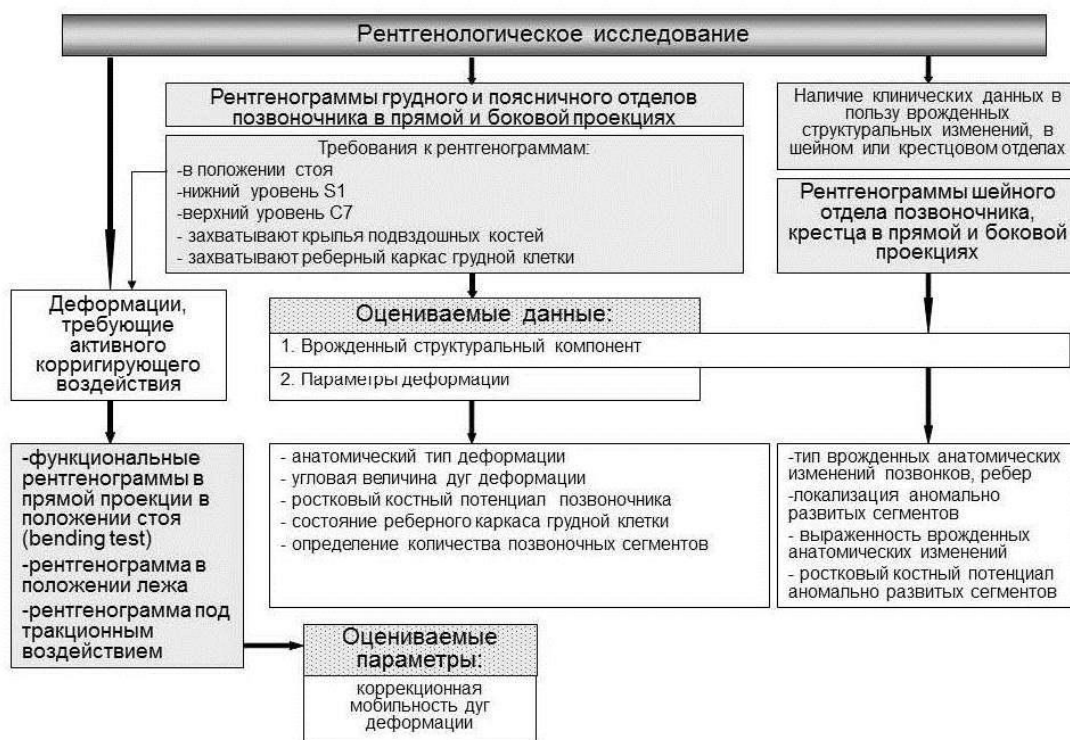 Рентгенологическое исследование
Рентгенограммы грудного и поясничного отделов
позвоночника в прямой и боковой проекциях
Требования к рентгенограммам:
-в положении стоя
-нижний уровень S1
-верхний уровень С7
- захватывают крыпья подвздошных костей
- захватывают реберный каркас грудной клетки
Наличие клинических данных в
пользу врожденных
структуральных изменений, в
шейном или крестцовом отделах
Рентгенограммы шейного
отдела позвоночника,
крестца в прямой и боковой
проекциях
Деформации,
требующие
активного
корригирующего
воздействия
Оцениваемые данные:
1. Врожденный структуральный компонент
2. Параметры деформации
-функциональные
рентгенограммы в
прямой проекции в
положении стоя
(bending test)
-рентгенограмма в
положении лежа
-рентгенограмма под
тракционным
воздействием
- анатомический тип деформации
- угловая величина дуг деформации
- ростковый костный потенциал позвоночника
- состояние реберного каркаса грудной клетки
- определение количества позвоночных сегментов
-тип врожденных анатомических
изменений позвонков, ребер
-локализация аномально
развитых сегментов
- выраженность врожденных
анатомических изменений
- ростковый костный потенциал
аномально развитых сегментов
Оцениваемые
параметры:
коррекционная
мобильность дуг
деформации